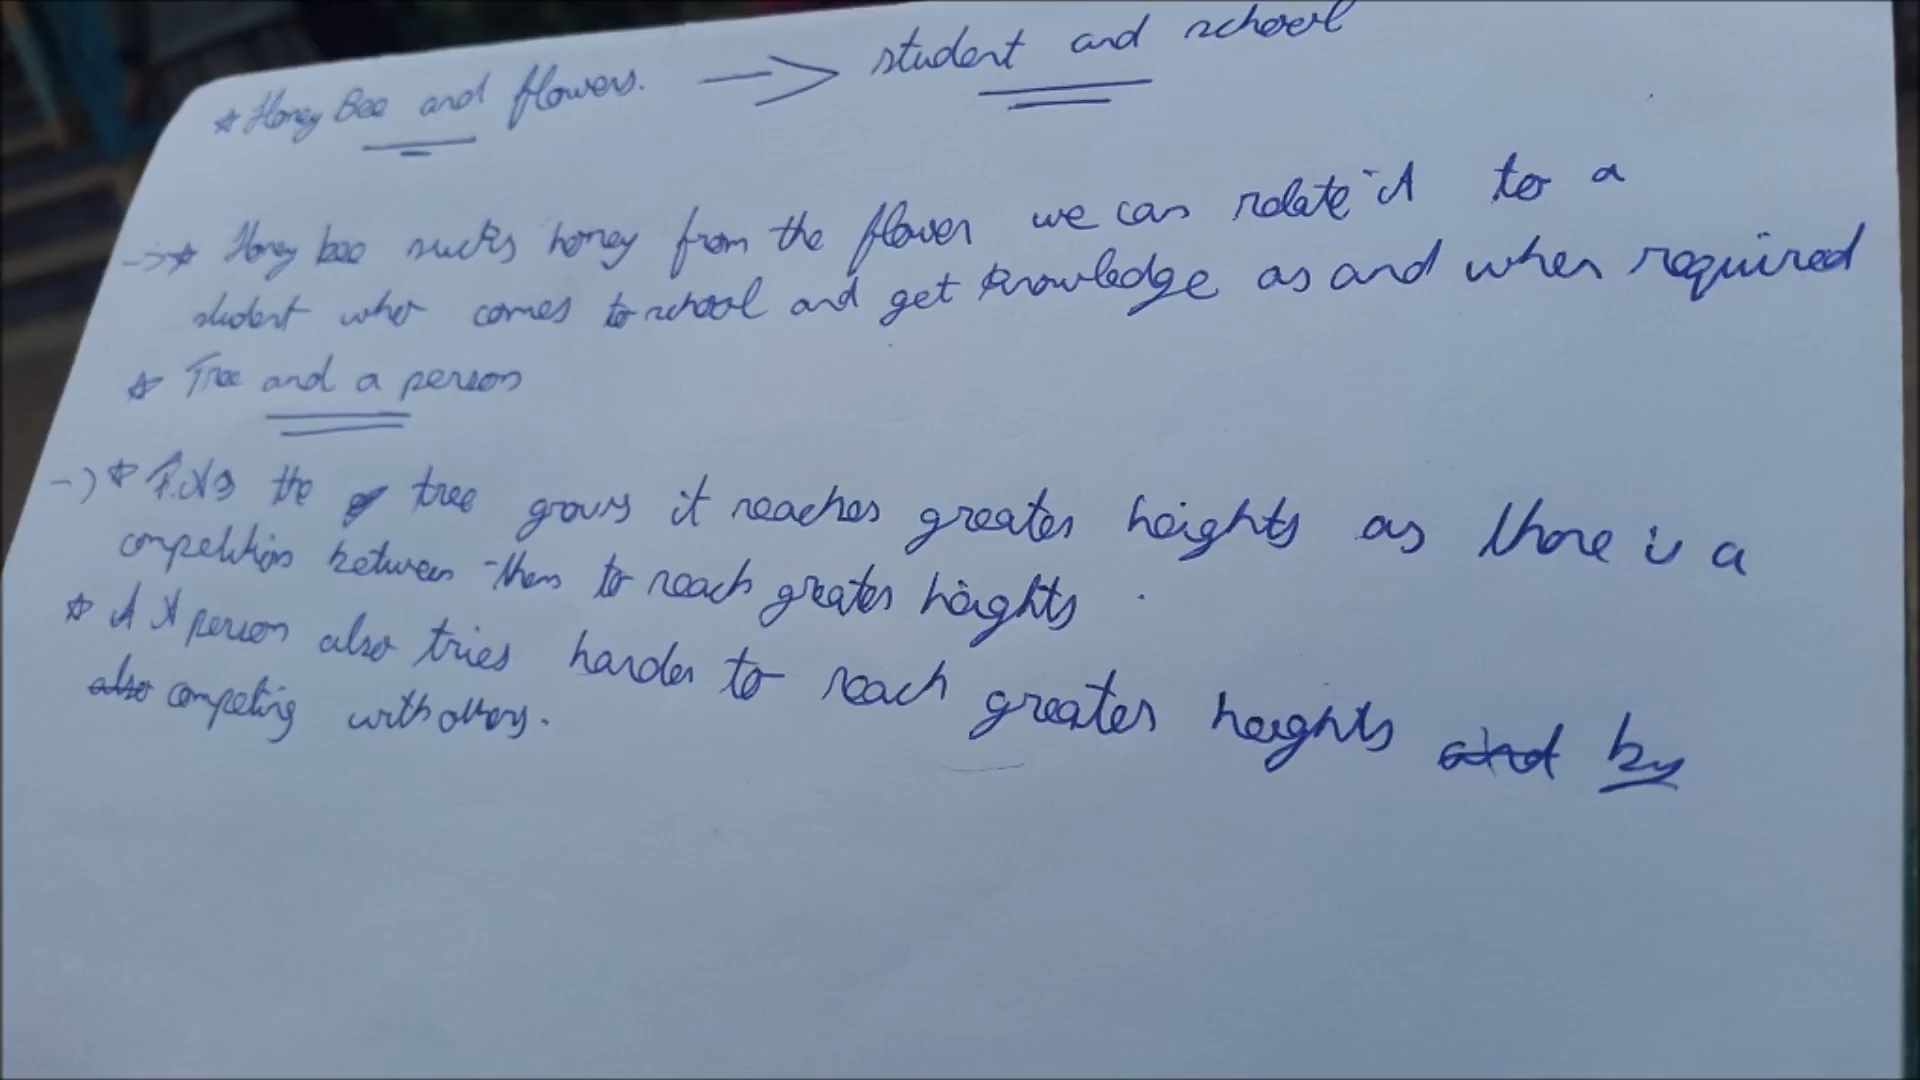 * Honey Bee and flowers. —> student and school
->* Honey bee sucks honey from the flower we can relate it to a
student who comes to school and get knowledge as and when required
* Tree and a person
->* As the tree grows it reaches greater heights as there is a
competition between them to reach greater heights.
* A person also tries harder to reach greater heights and by
also competing with others.